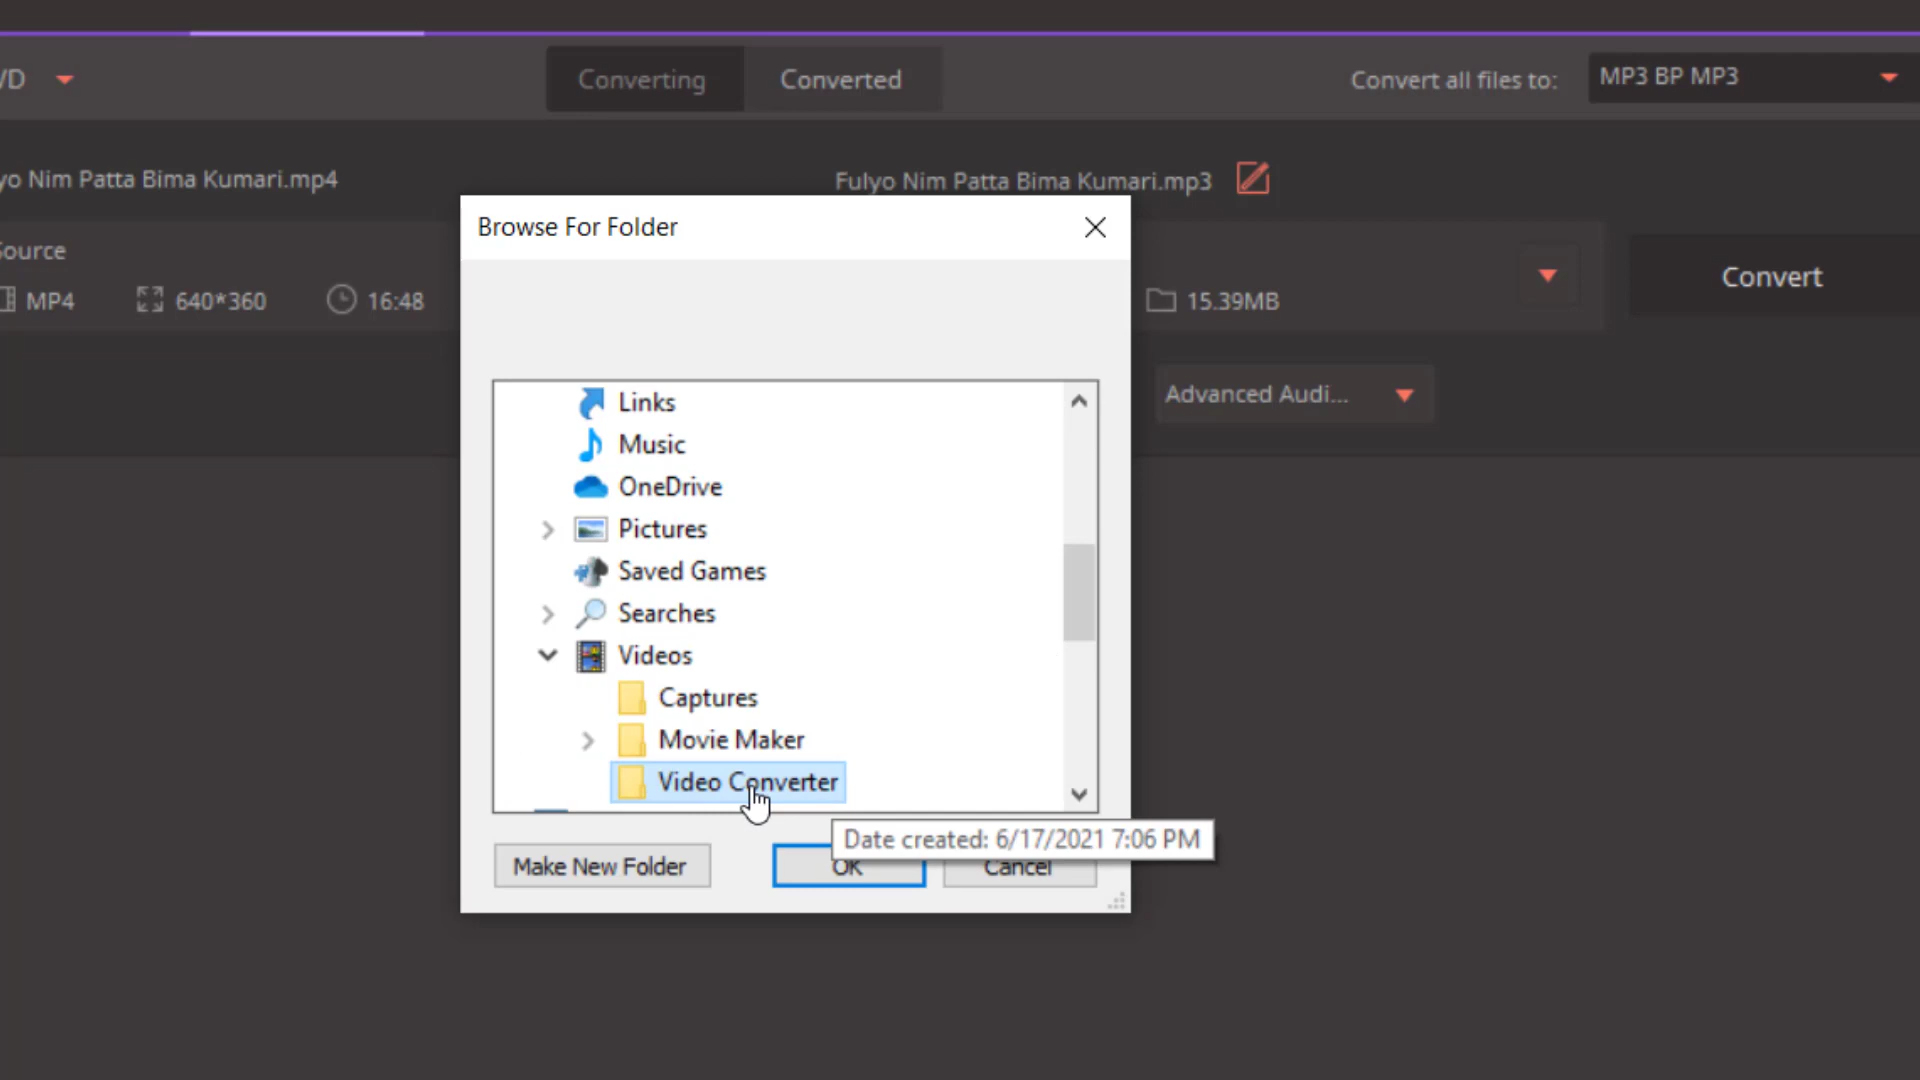 VD
Converting
Converted
Convert all files to:
MP3 BP MP3
yo Nim Patta Bima Kumari.mp4
Fulyo Nim Patta Bima Kumari.mp3
Source
MP4
640*360
16:48
15.39MB
Convert
Advanced Audi...
Browse For Folder
Links
Music
OneDrive
Pictures
Saved Games
Searches
Videos
Captures
Movie Maker
Video Converter
Date created: 6/17/2021 7:06 PM
Make New Folder
OK
Cancel